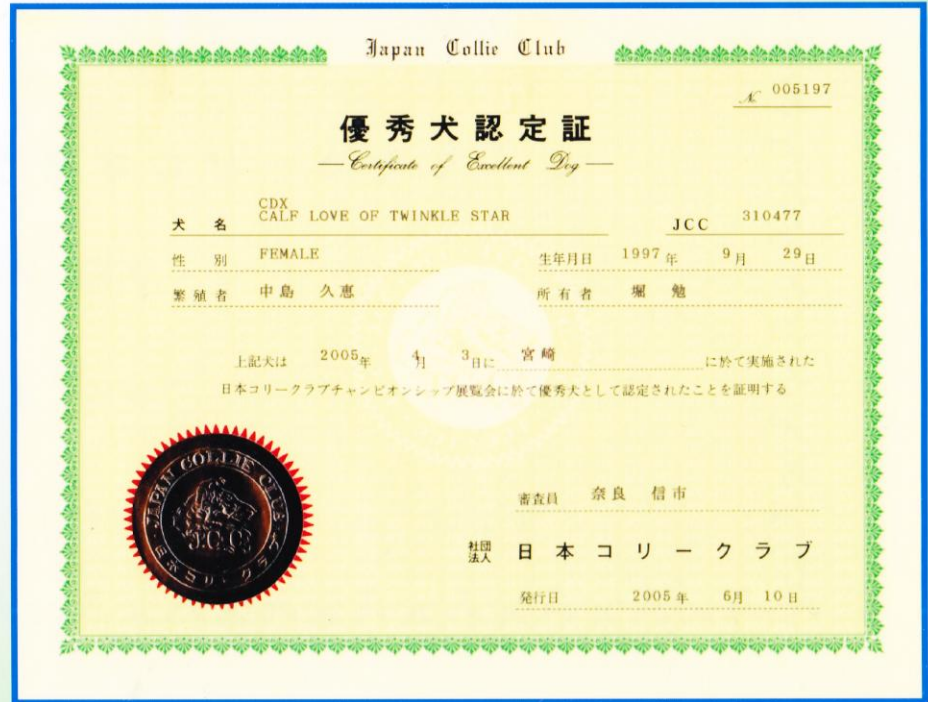 Japan Collie Club
№ 005197
優秀犬認定証
Certificate of Excellent Dog
犬名 CDX
CALF LOVE OF TWINKLE STAR JCC 310477
性別 FEMALE 生年月日 1997年 9月 29日
繁殖者 中島 久恵 所有者 堀 勉
上記犬は 2005年 4月 3日に 宮崎 に於て実施された
日本コリークラブチャンピオンシップ展覧会に於て優秀犬として認定されたことを証明する
JAPAN COLLIE CLUB
J.C.C
日本コリークラブ
審査員 奈良 信市
社団法人 日本コリークラブ
発行日 2005年 6月 10日